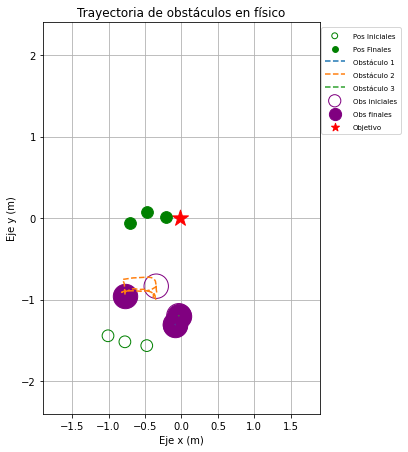 Trayectoria de obstáculos en físico
Pos Iniciales
Pos Finales
Obstáculo 1
Obstáculo 2
Obstáculo 3
Obs iniciales
Obs finales
Objetivo
Eje y (m)
2
1
0
−1
−2
−1.5
−1.0
−0.5
0.0
0.5
1.0
1.5
Eje x (m)